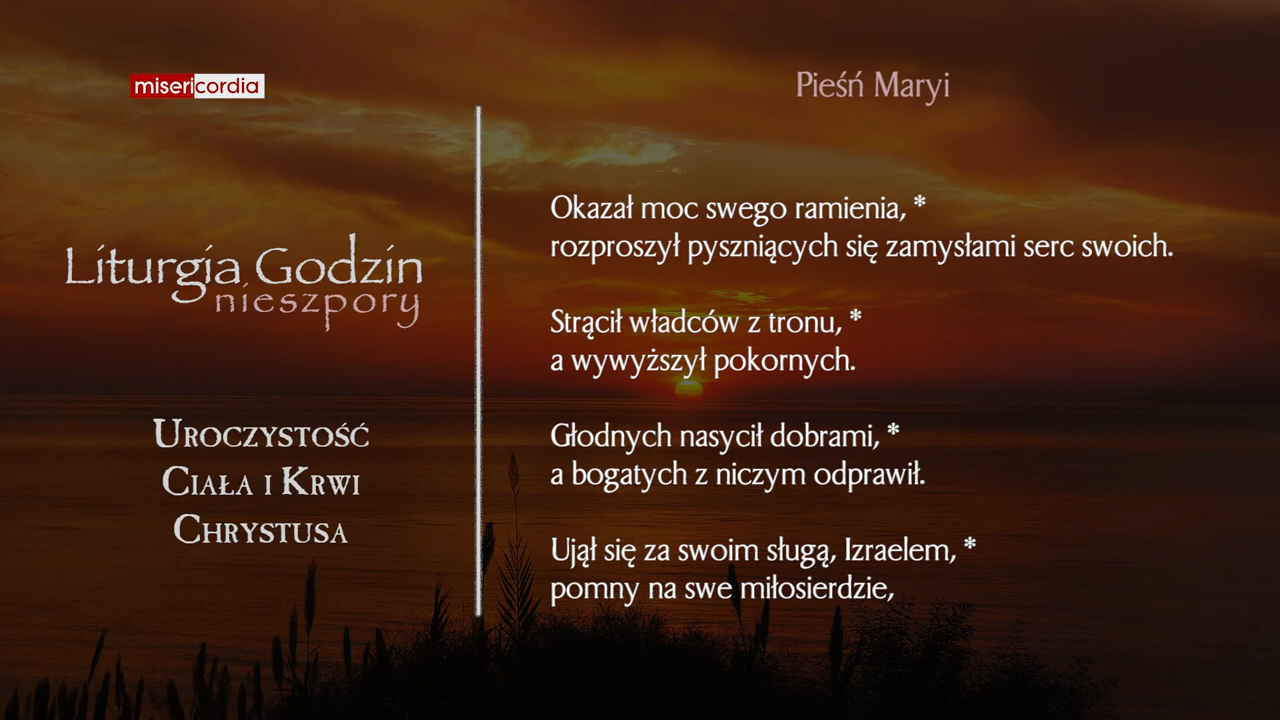 misericordia
Liturgia Godzin
nieszpory
Uroczystość
Ciała i Krwi
Chrystusa
Pieśń Maryi
Okazał moc swego ramienia, *
rozproszył pyszniących się zamysłami serc swoich.
Strącił władców z tronu, *
a wywyższył pokornych.
Głodnych nasycił dobrami, *
a bogatych z niczym odprawił.
Ujął się za swoim sługą, Izraelem, *
pomny na swe miłosierdzie,